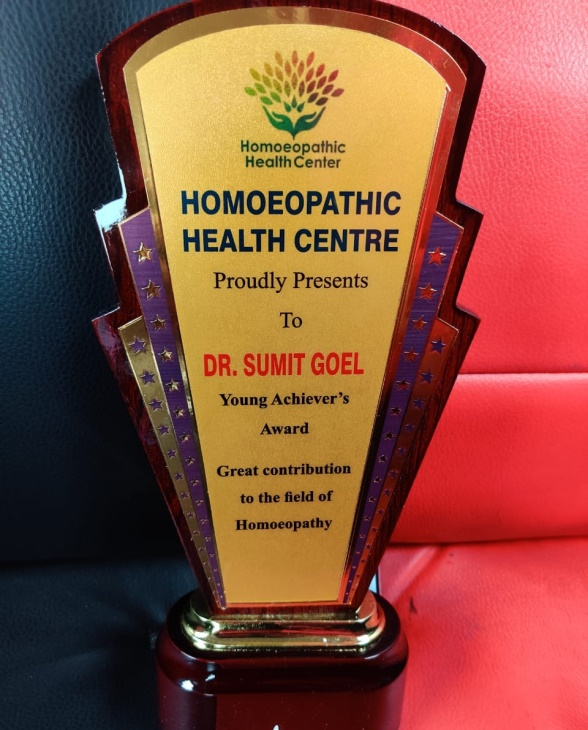 Homoeopathic
Health Center
HOMOEOPATHIC
HEALTH CENTRE
Proudly Presents
To
DR. SUMIT GOEL
Young Achiever's
Award
Great contribution
to the field of
Homoeopathy